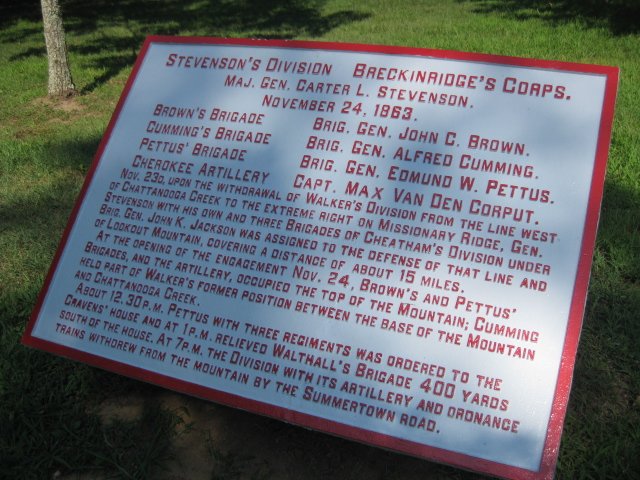 Stevenson's Division Breckinridge's Corps.
Maj. Gen. Carter L. Stevenson.
November 24, 1863.
Brown's Brigade Brig. Gen. John C. Brown.
Cumming's Brigade Brig. Gen. Alfred Cumming.
Pettus' Brigade Brig. Gen. Edmund W. Pettus.
Cherokee Artillery Capt. Max Van Den Corput.
Nov. 23d, upon the withdrawal of Walker's Division from the line west
of Chattanooga Creek to the extreme right on Missionary Ridge, Gen.
Stevenson with his own and three Brigades of Cheatham's Division under
Brig. Gen. John K. Jackson was assigned to the defense of that line and
of Lookout Mountain, covering a distance of about 15 miles.
At the opening of the engagement Nov. 24, Brown's and Pettus'
Brigades, and the artillery, occupied the top of the Mountain; Cumming
held part of Walker's former position between the base of the Mountain
and Chattanooga Creek.
About 12.30 p.m. Pettus with three regiments was ordered to the
Cravens' house and at 1 p.m. relieved Walthall's Brigade 400 yards
south of the house. At 7 p.m. the Division with its artillery and ordnance
trains withdrew from the mountain by the Summertown road.